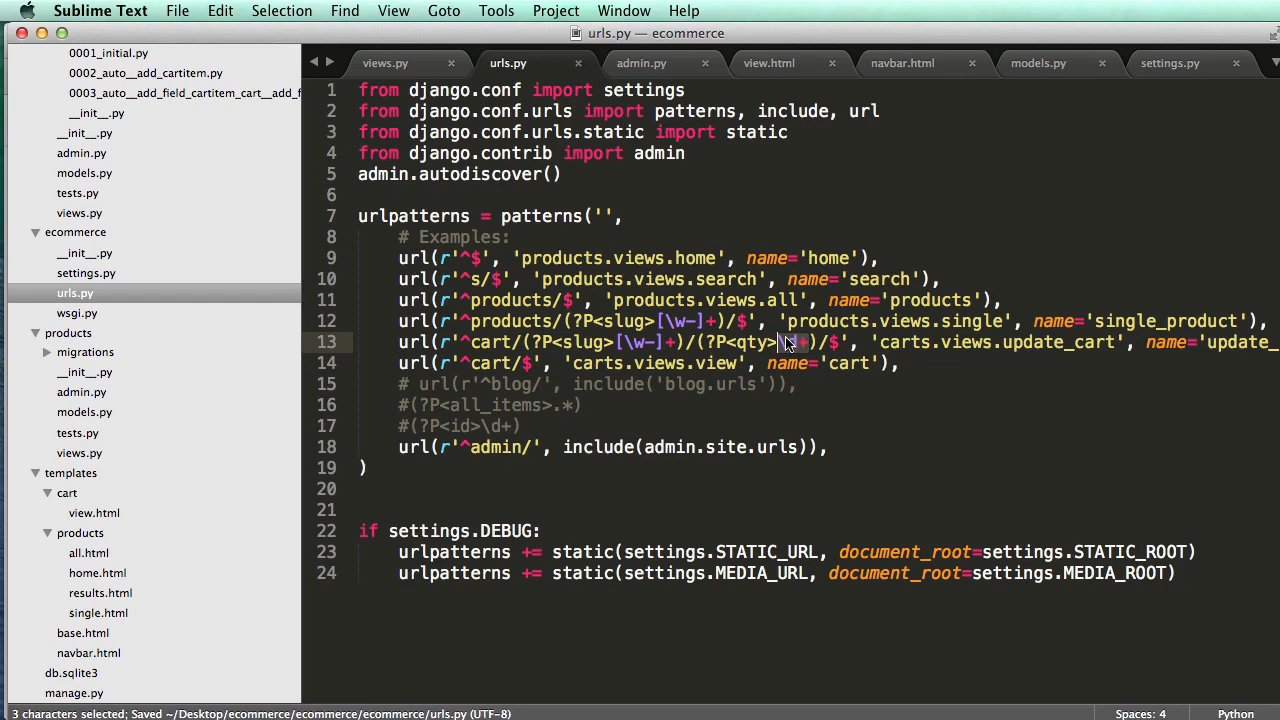 Sublime Text File Edit Selection Find View Goto Tools Project Window Help
urls.py — ecommerce
0001_initial.py
0002_auto__add_cartitem.py
0003_auto__add_field_cartitem_cart__add_f
__init__.py
__init__.py
admin.py
models.py
tests.py
views.py
ecommerce
__init__.py
settings.py
urls.py
wsgi.py
products
migrations
__init__.py
admin.py
models.py
tests.py
views.py
templates
cart
view.html
products
all.html
home.html
results.html
single.html
base.html
navbar.html
db.sqlite3
manage.py
views.py urls.py admin.py view.html navbar.html models.py settings.py
1 from django.conf import settings
2 from django.conf.urls import patterns, include, url
3 from django.conf.urls.static import static
4 from django.contrib import admin
5 admin.autodiscover()
6
7 urlpatterns = patterns('',
8 # Examples:
9 url(r'^$', 'products.views.home', name='home'),
10 url(r'^s/$', 'products.views.search', name='search'),
11 url(r'^products/$', 'products.views.all', name='products'),
12 url(r'^products/(?P<slug>[\w-]+)/$', 'products.views.single', name='single_product'),
13 url(r'^cart/(?P<slug>[\w-]+)/(?P<qty>\d+)/$', 'carts.views.update_cart', name='update_
14 url(r'^cart/$', 'carts.views.view', name='cart'),
15 # url(r'^blog/', include('blog.urls')),
16 #(?P<all_items>.*)
17 #(?P<id>\d+)
18 url(r'^admin/', include(admin.site.urls)),
19 )
20
21
22 if settings.DEBUG:
23 urlpatterns += static(settings.STATIC_URL, document_root=settings.STATIC_ROOT)
24 urlpatterns += static(settings.MEDIA_URL, document_root=settings.MEDIA_ROOT)
3 characters selected; Saved ~/Desktop/ecommerce/ecommerce/ecommerce/urls.py (UTF-8) Spaces: 4 Python